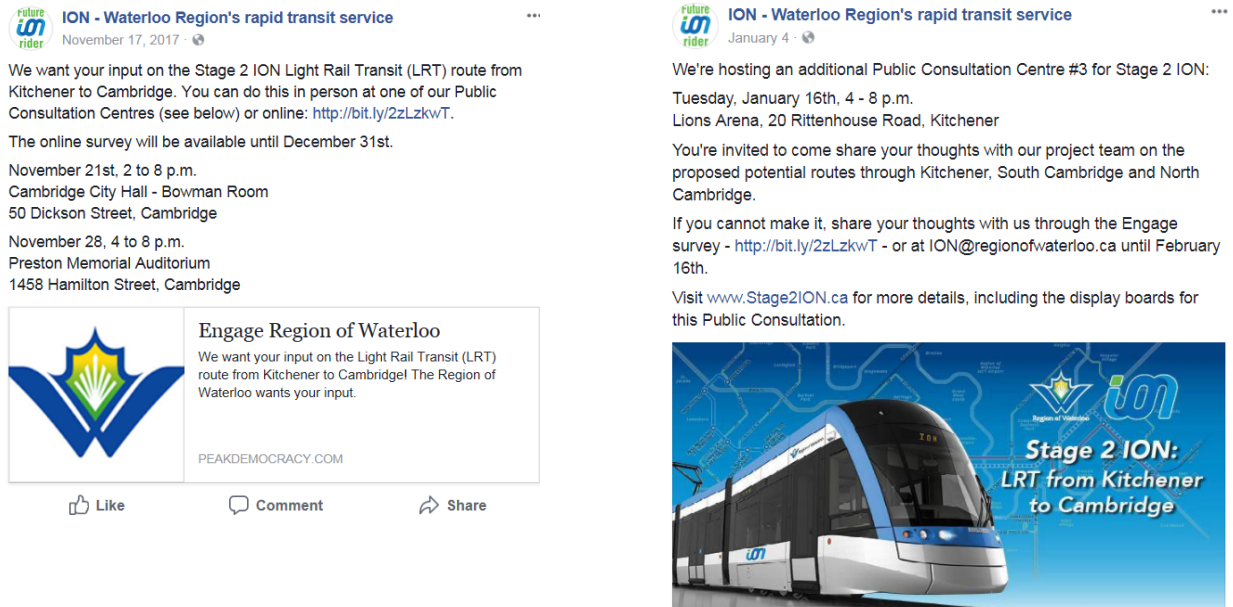 future
ion
rider
ION - Waterloo Region's rapid transit service
November 17, 2017 ·
We want your input on the Stage 2 ION Light Rail Transit (LRT) route from
Kitchener to Cambridge. You can do this in person at one of our Public
Consultation Centres (see below) or online: http://bit.ly/2zLzkwT.
The online survey will be available until December 31st.
November 21st, 2 to 8 p.m.
Cambridge City Hall - Bowman Room
50 Dickson Street, Cambridge
November 28, 4 to 8 p.m.
Preston Memorial Auditorium
1458 Hamilton Street, Cambridge
Engage Region of Waterloo
We want your input on the Light Rail Transit (LRT)
route from Kitchener to Cambridge! The Region of
Waterloo wants your input.
PEAKDEMOCRACY.COM
Like
Comment
Share
future
ion
rider
ION - Waterloo Region's rapid transit service
January 4 ·
We're hosting an additional Public Consultation Centre #3 for Stage 2 ION:
Tuesday, January 16th, 4 - 8 p.m.
Lions Arena, 20 Rittenhouse Road, Kitchener
You're invited to come share your thoughts with our project team on the
proposed potential routes through Kitchener, South Cambridge and North
Cambridge.
If you cannot make it, share your thoughts with us through the Engage
survey - http://bit.ly/2zLzkwT - or at ION@regionofwaterloo.ca until February
16th.
Visit www.Stage2ION.ca for more details, including the display boards for
this Public Consultation.
Region of Waterloo
ion
Stage 2 ION:
LRT from Kitchener
to Cambridge
ION
Region of Waterloo
ion